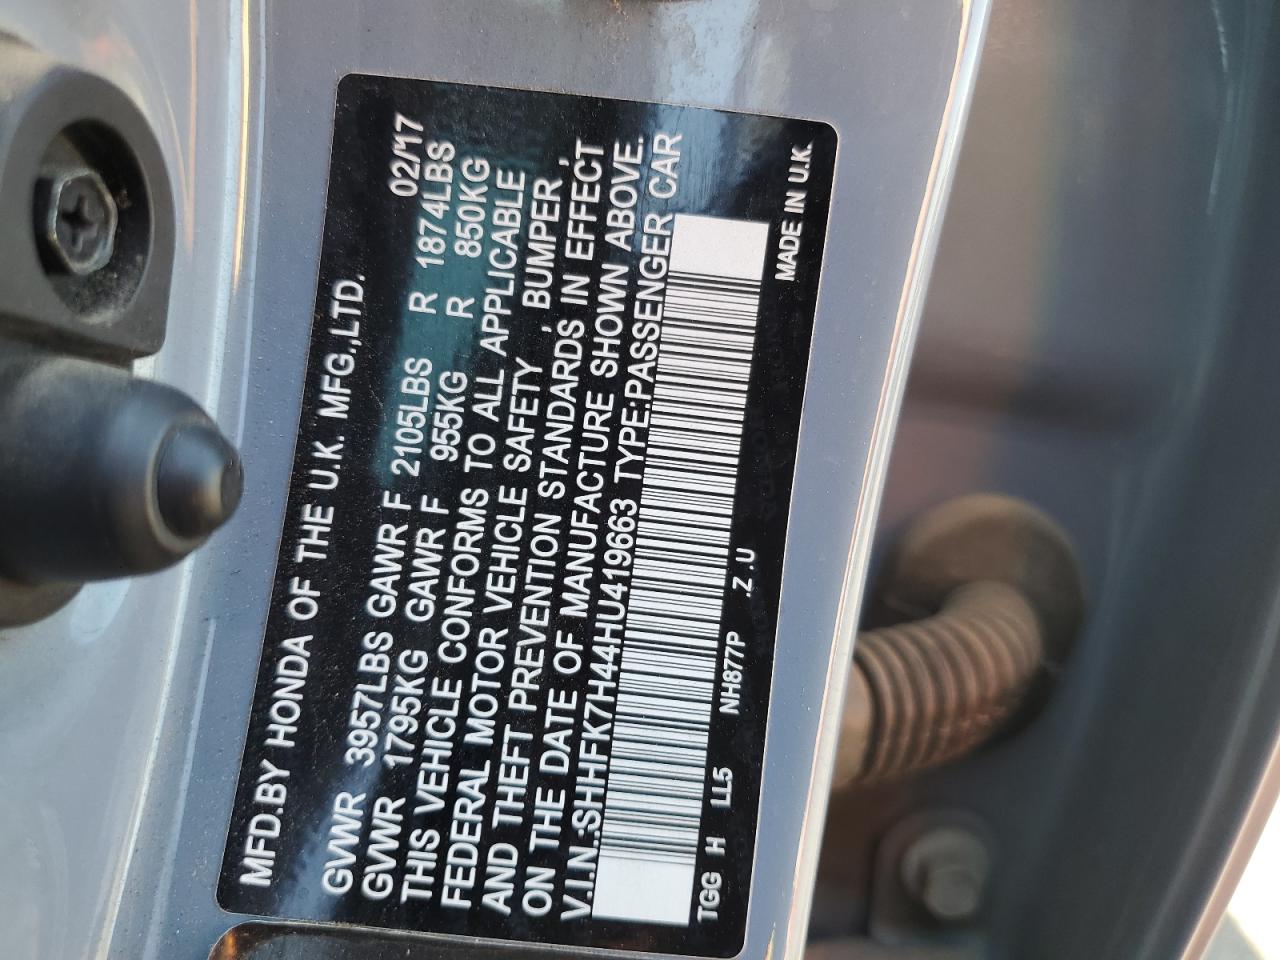 MFD.BY HONDA OF THE U.K. MFG.,LTD. 02/17
GVWR 3957LBS GAWR F 2105LBS R 1874LBS
GVWR 1795KG GAWR F 955KG R 850KG
THIS VEHICLE CONFORMS TO ALL APPLICABLE
FEDERAL MOTOR VEHICLE SAFETY , BUMPER ,
AND THEFT PREVENTION STANDARDS IN EFFECT
ON THE DATE OF MANUFACTURE SHOWN ABOVE.
V.I.N.:SHHFK7H44HU419663 TYPE:PASSENGER CAR
TGG H LL5 NH877P .Z .U MADE IN U.K.